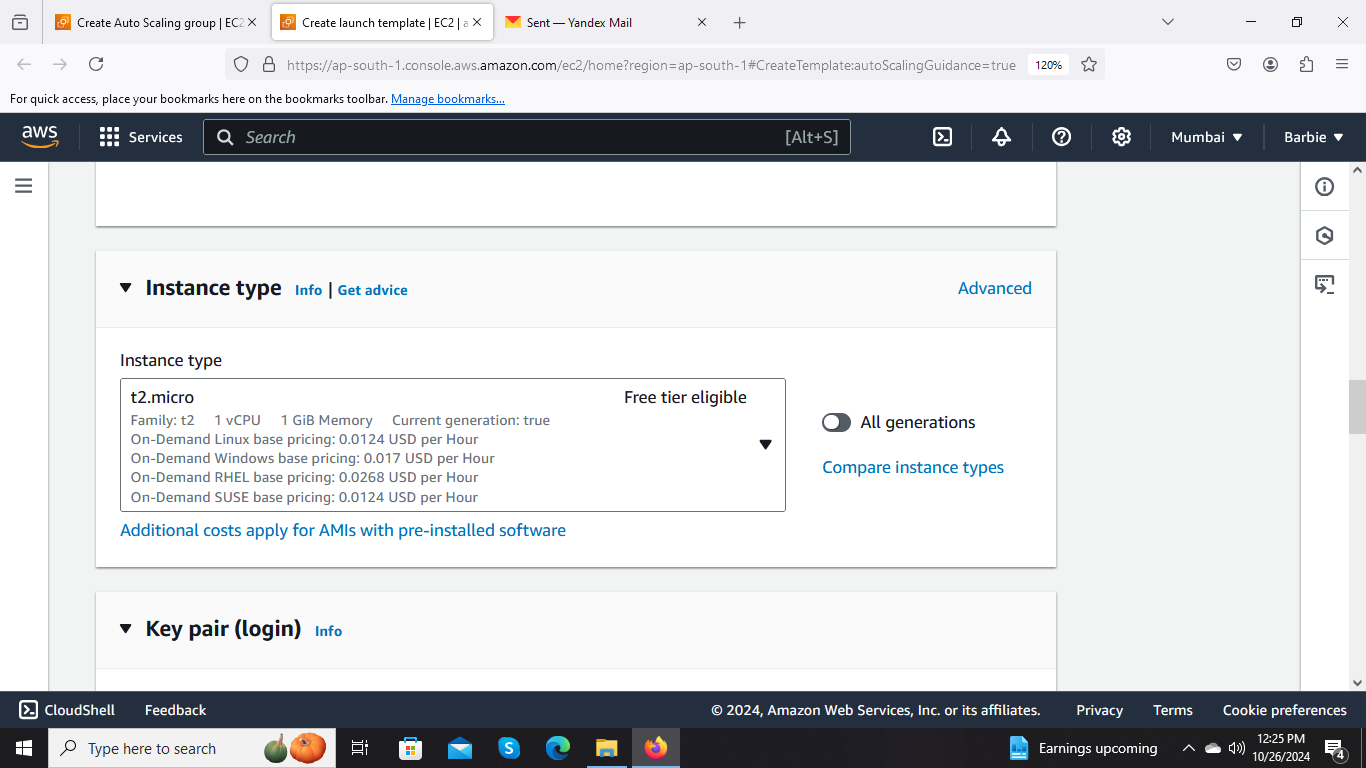 Create Auto Scaling group | EC2
Create launch template | EC2 | a
Sent — Yandex Mail
https://ap-south-1.console.aws.amazon.com/ec2/home?region=ap-south-1#CreateTemplate:autoScalingGuidance=true
120%
For quick access, place your bookmarks here on the bookmarks toolbar. Manage bookmarks...
aws
Services
Search
[Alt+S]
Mumbai
Barbie
Instance type
Info | Get advice
Advanced
Instance type
t2.micro
Free tier eligible
Family: t2 1 vCPU 1 GiB Memory Current generation: true
On-Demand Linux base pricing: 0.0124 USD per Hour
On-Demand Windows base pricing: 0.017 USD per Hour
On-Demand RHEL base pricing: 0.0268 USD per Hour
On-Demand SUSE base pricing: 0.0124 USD per Hour
All generations
Compare instance types
Additional costs apply for AMIs with pre-installed software
Key pair (login)
Info
CloudShell
Feedback
© 2024, Amazon Web Services, Inc. or its affiliates.
Privacy
Terms
Cookie preferences
Type here to search
Earnings upcoming
12:25 PM
10/26/2024
4